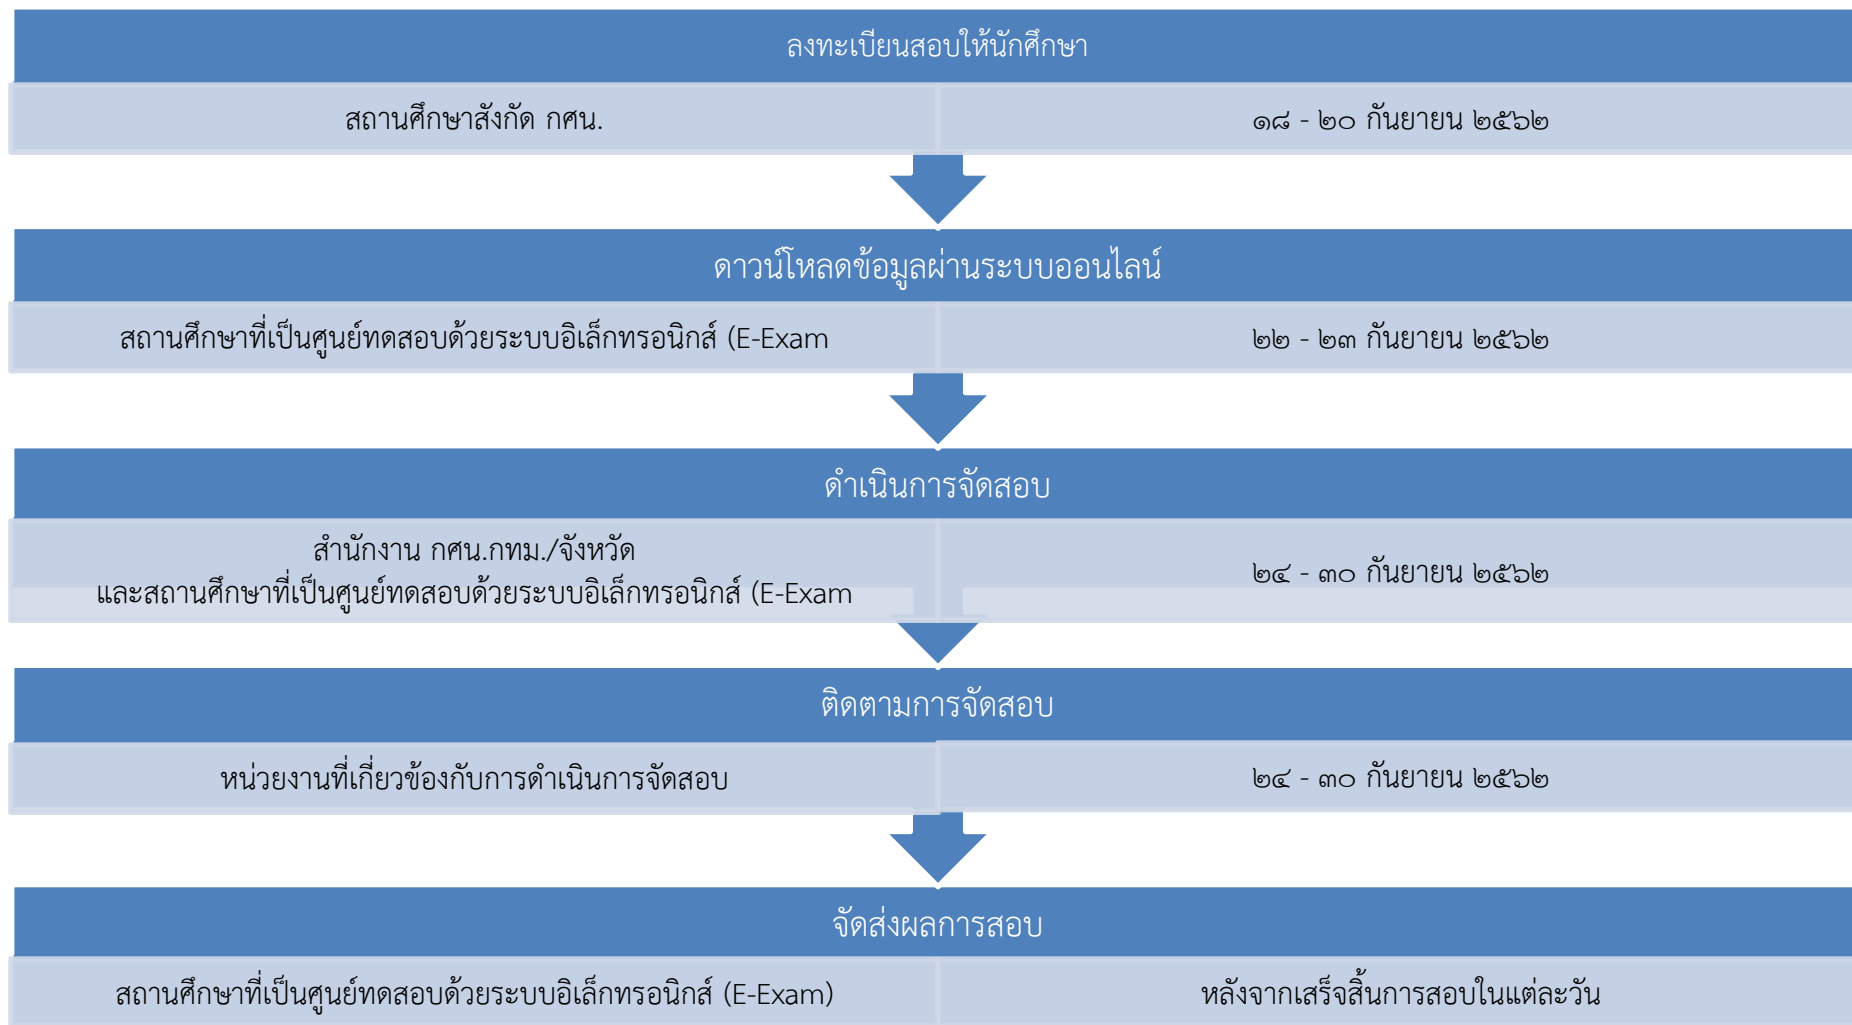 ลงทะเบียนสอบให้นักศึกษา
สถานศึกษาสังกัด กศน.
๑๘ - ๒๐ กันยายน ๒๕๖๒
ดาวน์โหลดข้อมูลผ่านระบบออนไลน์
สถานศึกษาที่เป็นศูนย์ทดสอบด้วยระบบอิเล็กทรอนิกส์ (E-Exam
๒๒ - ๒๓ กันยายน ๒๕๖๒
ดำเนินการจัดสอบ
สำนักงาน กศน.กทม./จังหวัด
และสถานศึกษาที่เป็นศูนย์ทดสอบด้วยระบบอิเล็กทรอนิกส์ (E-Exam
๒๔ - ๓๐ กันยายน ๒๕๖๒
ติดตามการจัดสอบ
หน่วยงานที่เกี่ยวข้องกับการดำเนินการจัดสอบ
๒๔ - ๓๐ กันยายน ๒๕๖๒
จัดส่งผลการสอบ
สถานศึกษาที่เป็นศูนย์ทดสอบด้วยระบบอิเล็กทรอนิกส์ (E-Exam)
หลังจากเสร็จสิ้นการสอบในแต่ละวัน